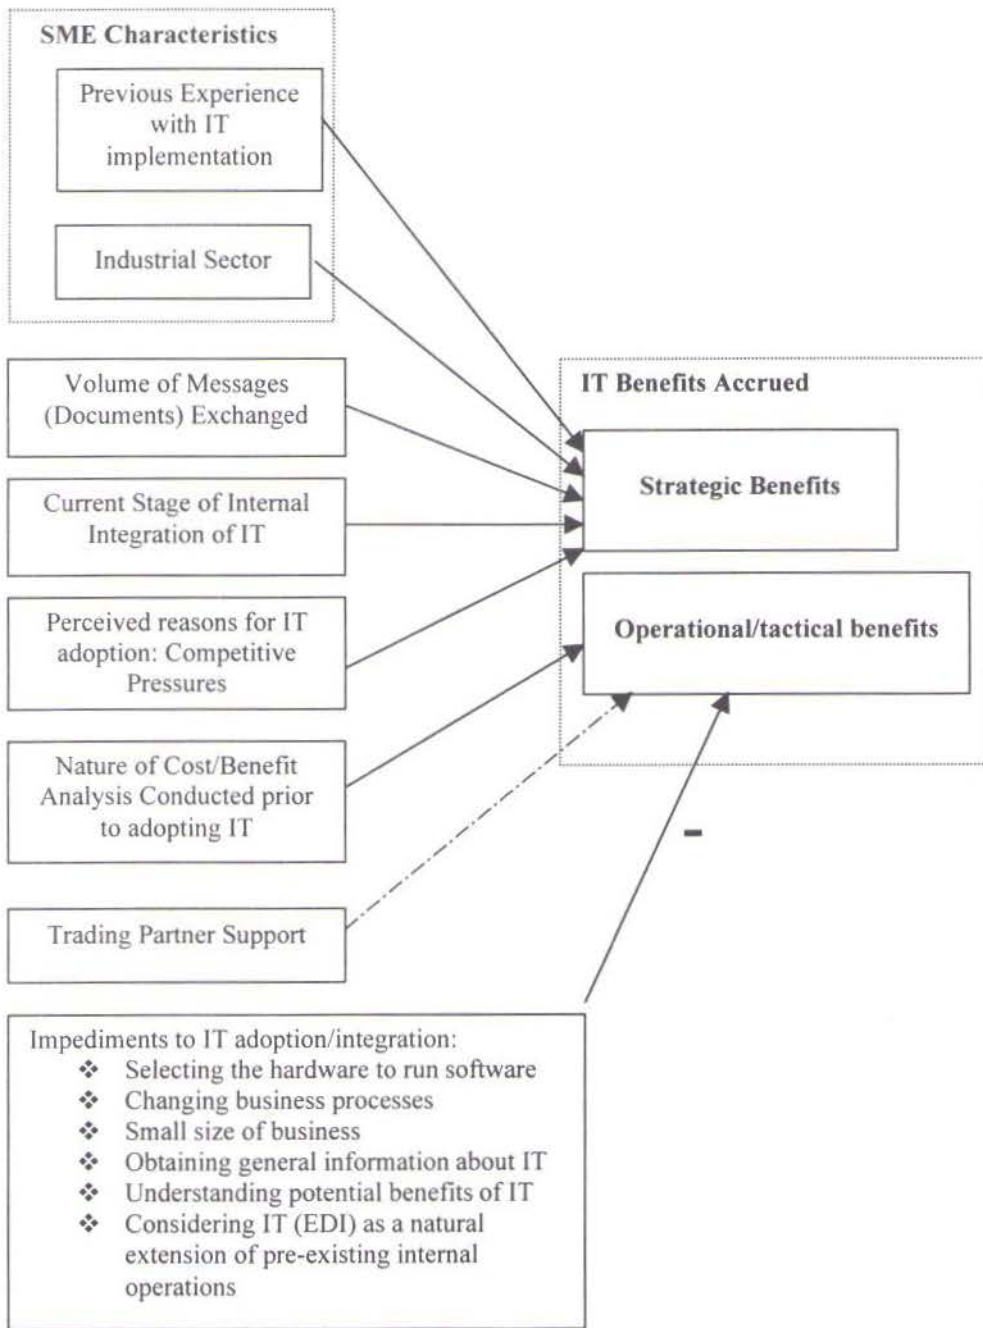 SME Characteristics
Previous Experience
with IT
implementation
Industrial Sector
Volume of Messages
(Documents) Exchanged
Current Stage of Internal
Integration of IT
Perceived reasons for IT
adoption: Competitive
Pressures
Nature of Cost/Benefit
Analysis Conducted prior
to adopting IT
Trading Partner Support
IT Benefits Accrued
Strategic Benefits
Operational/tactical benefits
-
Impediments to IT adoption/integration:
❖ Selecting the hardware to run software
❖ Changing business processes
❖ Small size of business
❖ Obtaining general information about IT
❖ Understanding potential benefits of IT
❖ Considering IT (EDI) as a natural
extension of pre-existing internal
operations